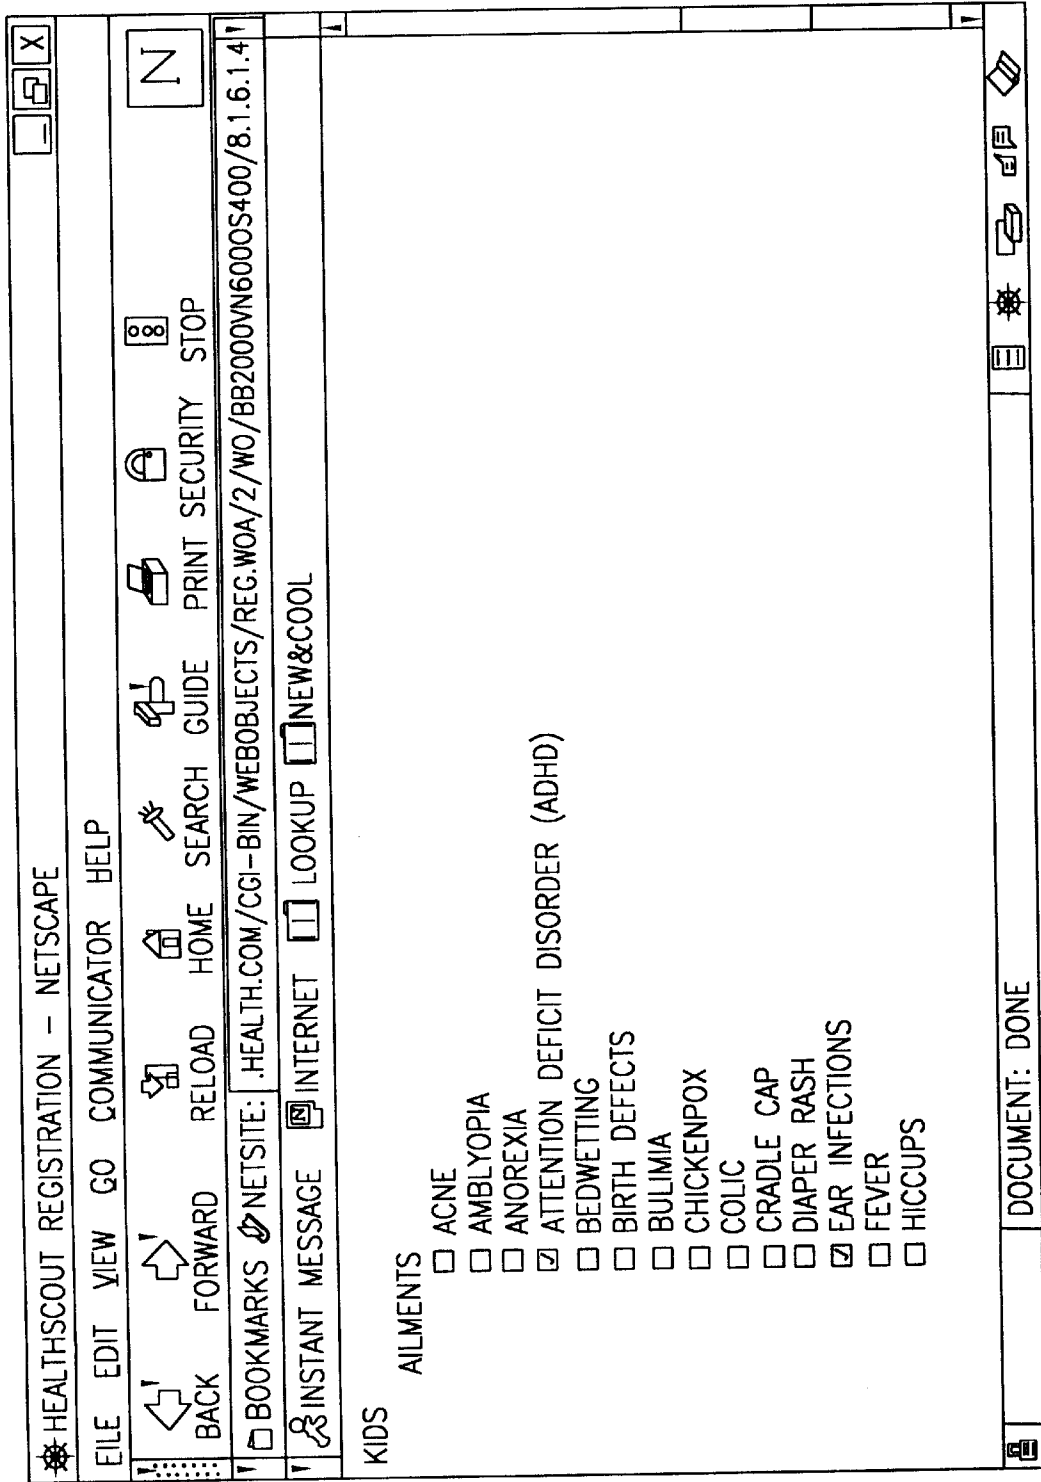 HEALTHSCOUT REGISTRATION – NETSCAPE
X
FILE EDIT VIEW GO COMMUNICATOR HELP
N
BACK FORWARD RELOAD HOME SEARCH GUIDE PRINT SECURITY STOP
BOOKMARKS NETSITE: .HEALTH.COM/CGI-BIN/WEBOBJECTS/REG.WOA/2/WO/BB2000VN6000S400/8.1.6.1.4
INSTANT MESSAGE N INTERNET LOOKUP NEW&COOL
KIDS
AILMENTS
ACNE
AMBLYOPIA
ANOREXIA
ATTENTION DEFICIT DISORDER (ADHD)
BEDWETTING
BIRTH DEFECTS
BULIMIA
CHICKENPOX
COLIC
CRADLE CAP
DIAPER RASH
EAR INFECTIONS
FEVER
HICCUPS
DOCUMENT: DONE